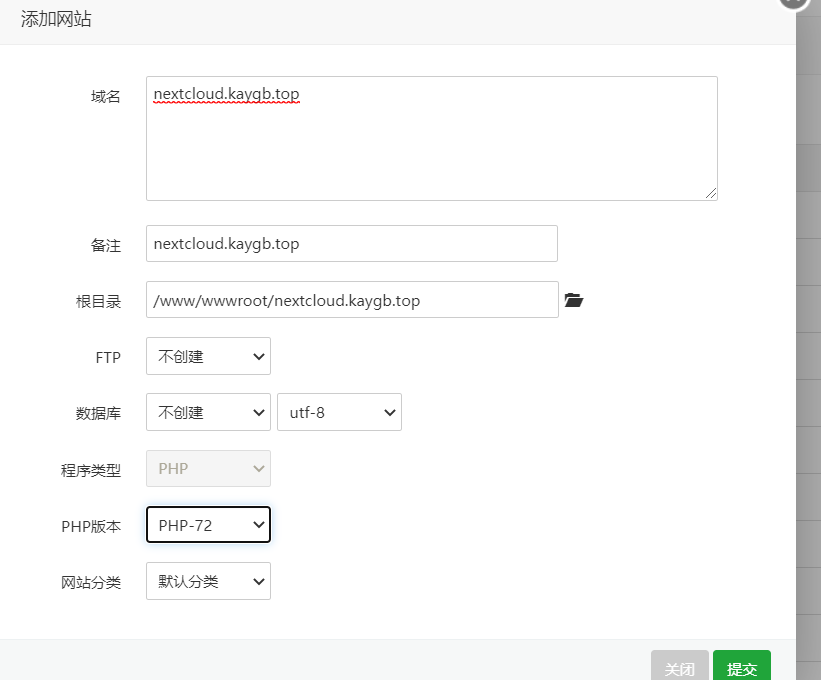 添加网站
域名 nextcloud.kaygb.top
备注 nextcloud.kaygb.top
根目录 /www/wwwroot/nextcloud.kaygb.top
FTP 不创建
数据库 不创建 utf-8
程序类型 PHP
PHP版本 PHP-72
网站分类 默认分类
关闭 提交